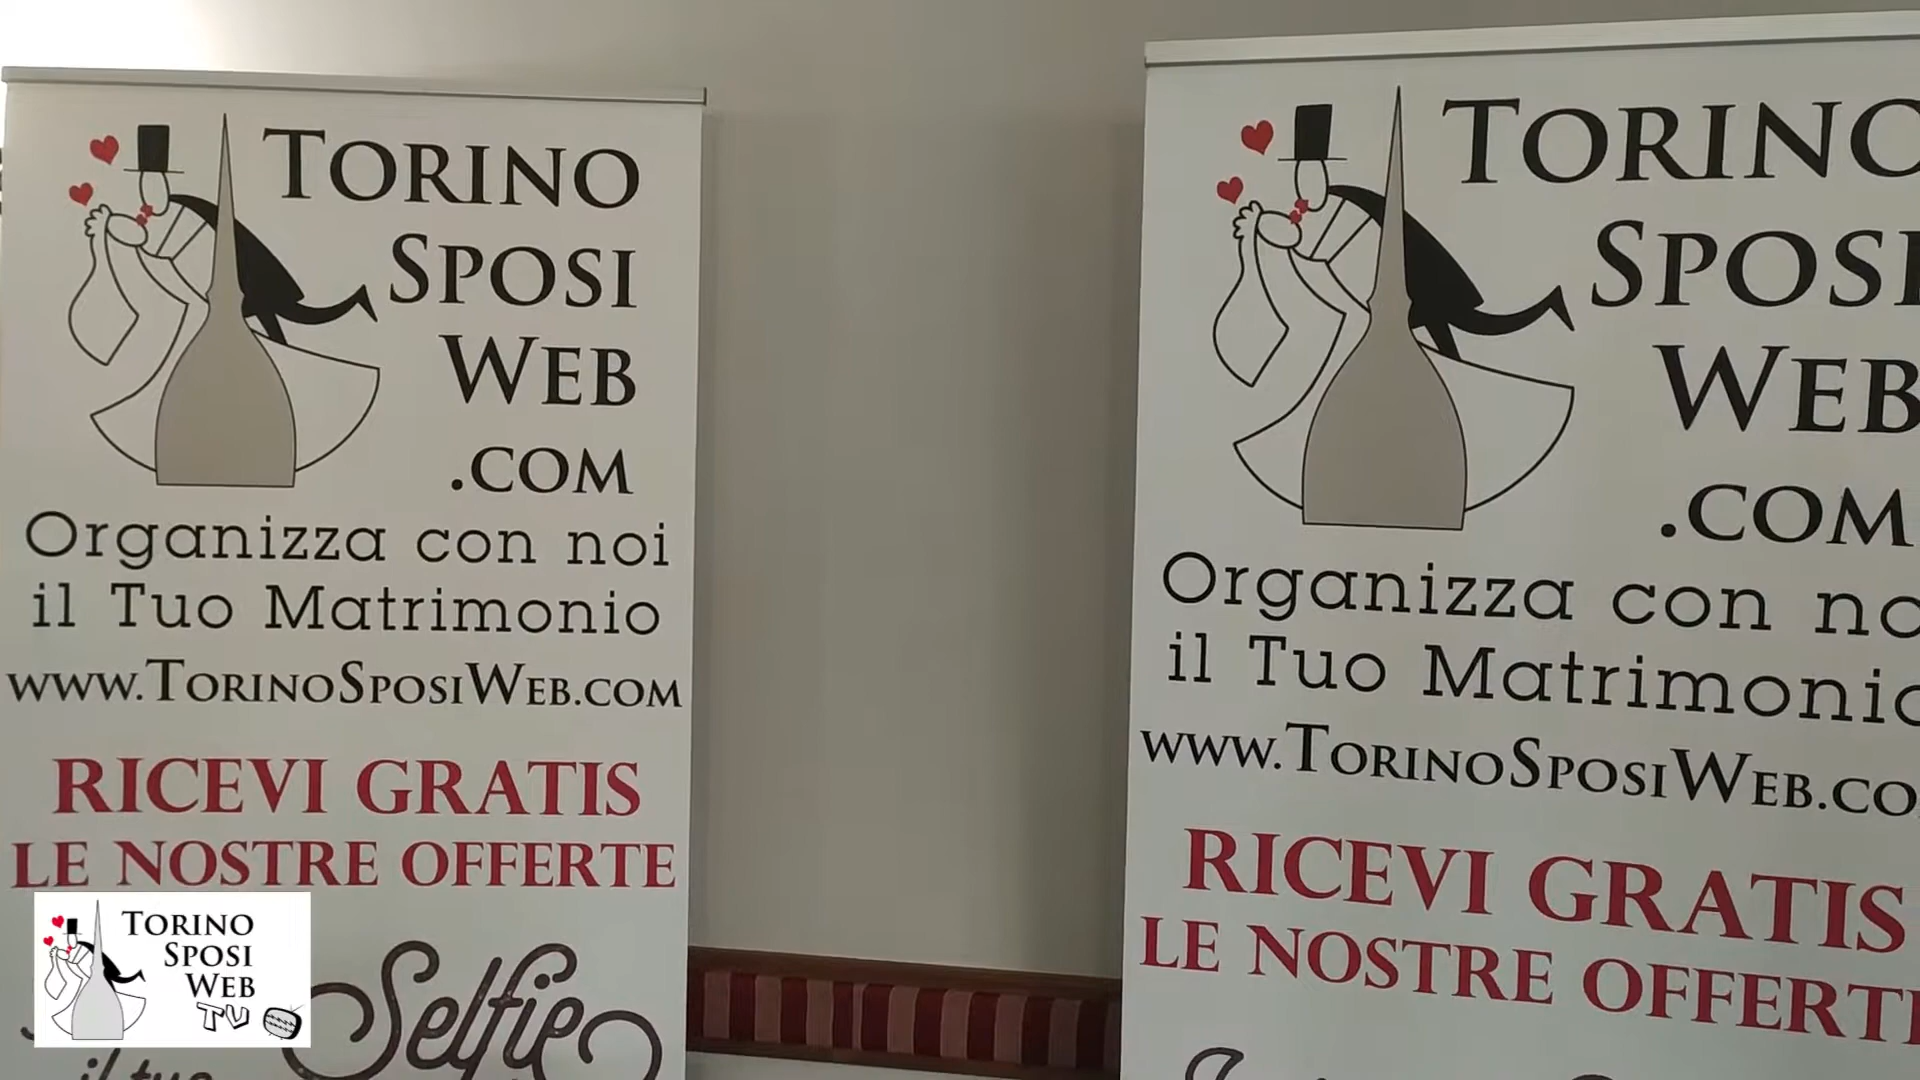 TORINO
SPOSI
WEB
.COM
Organizza con noi
il Tuo Matrimonio
WWW.TORINOSPOSIWEB.COM
RICEVI GRATIS
LE NOSTRE OFFERTE
Selfie
il tuo
TORINO
SPOSI
WEB
TV
TORINO
SPOSI
WEB
.COM
Organizza con no
il Tuo Matrimonio
WWW.TORINOSPOSIWEB.CO
RICEVI GRATIS
LE NOSTRE OFFERTE